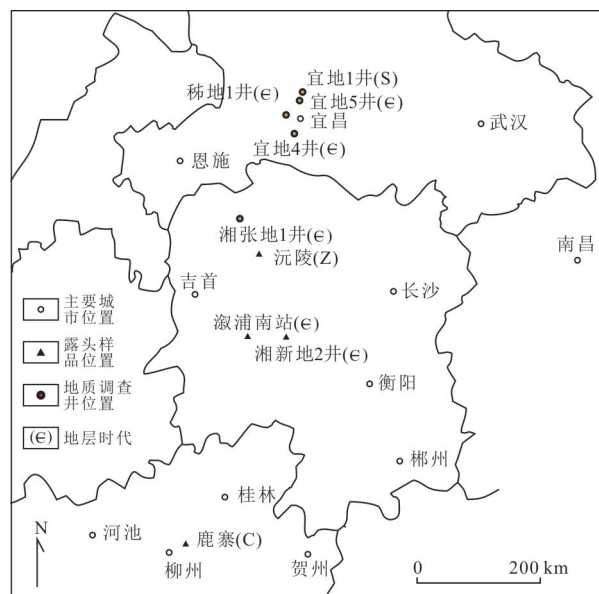 宜地1井(S)
秭地1井(Є)
宜地5井(Є)
宜昌
武汉
宜地4井(Є)
恩施
湘张地1井(Є)
沅陵(Z)
南昌
吉首
长沙
主要城
市位置
溆浦南站(Є)
露头样
品位置
湘新地2井(Є)
地质调查
井位置
衡阳
(Є) 地层时代
郴州
桂林
N
河池
鹿寨(C)
柳州
贺州
0 200 km